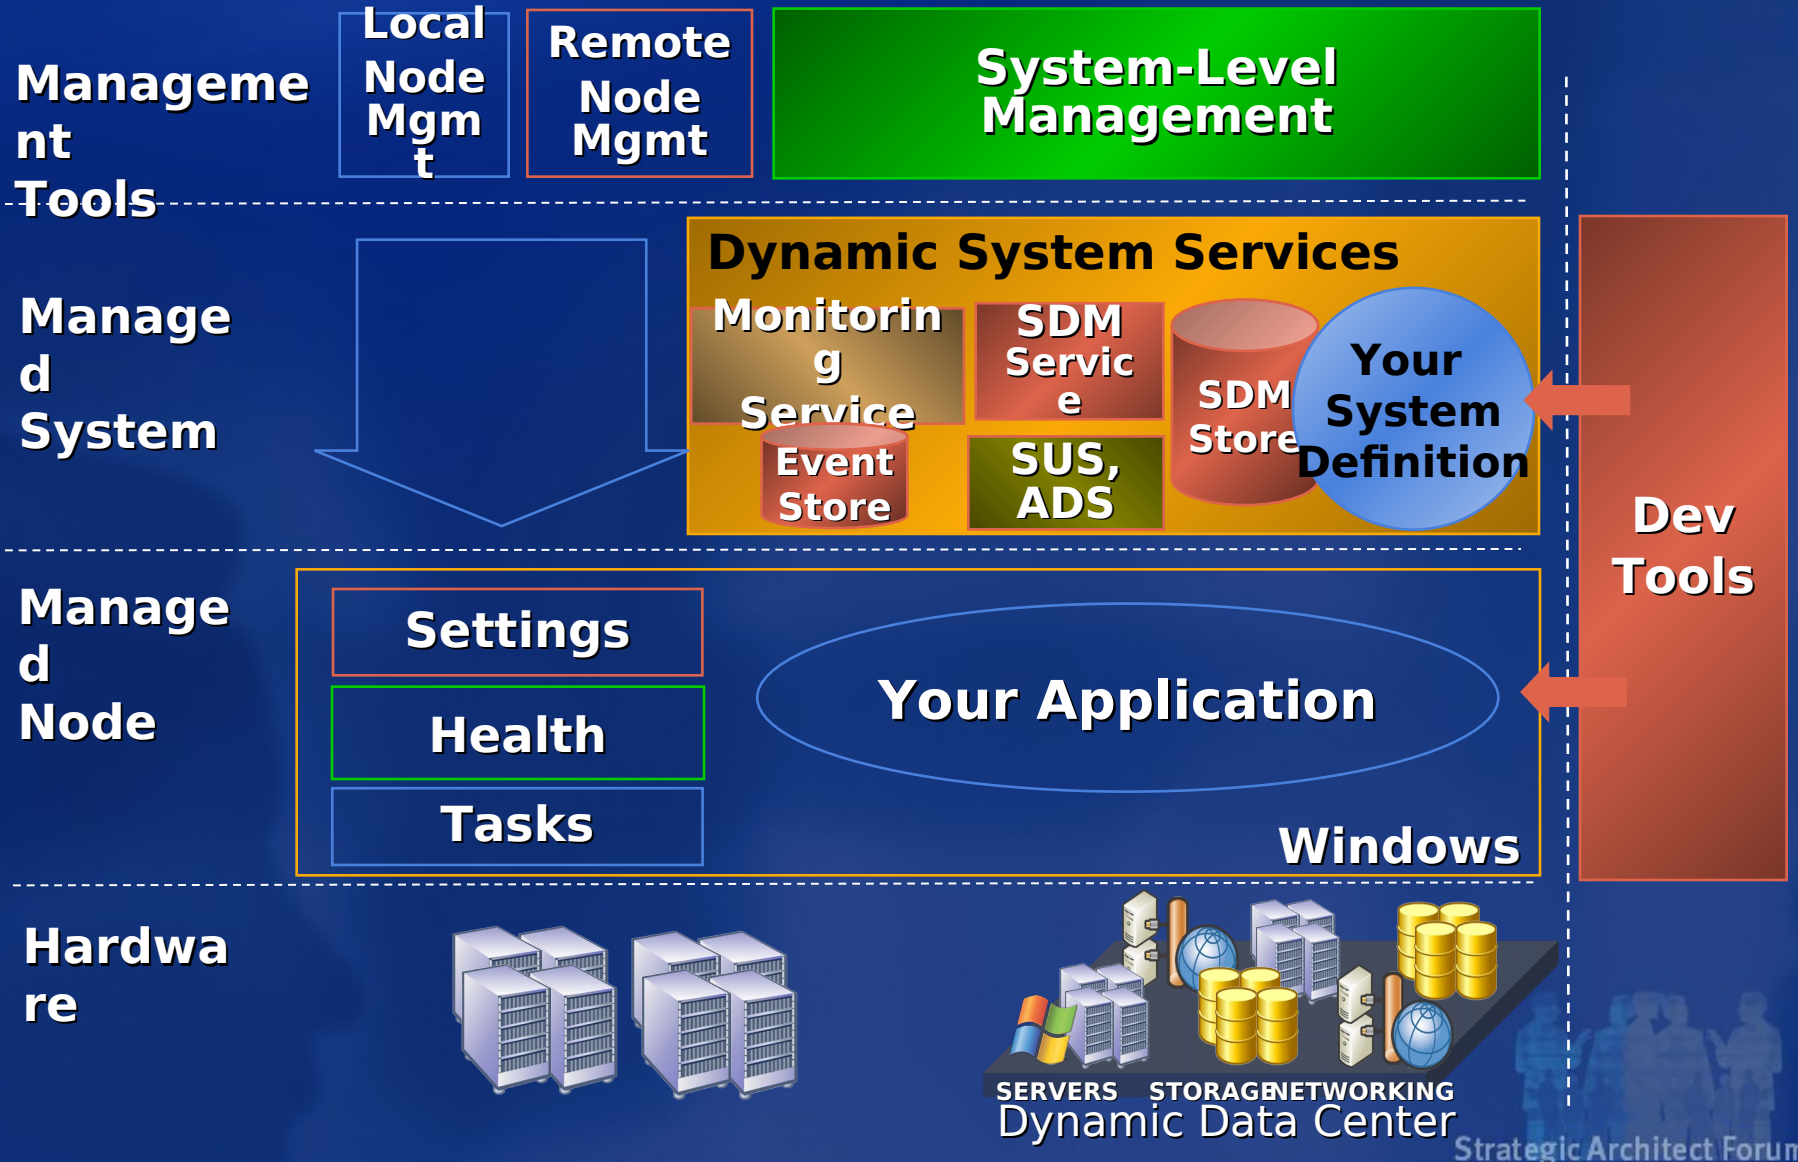 Manageme
nt
Tools
Local
Node
Mgm
t
Remote
Node
Mgmt
System-Level
Management
Manage
d
System
Dynamic System Services
Monitorin
g
Service
Event
Store
SDM
Servic
e
SUS,
ADS
SDM
Store
Your
System
Definition
Dev
Tools
Manage
d
Node
Settings
Health
Tasks
Your Application
Windows
Hardwa
re
SERVERS STORAGE NETWORKING
Dynamic Data Center
Strategic Architect Forum